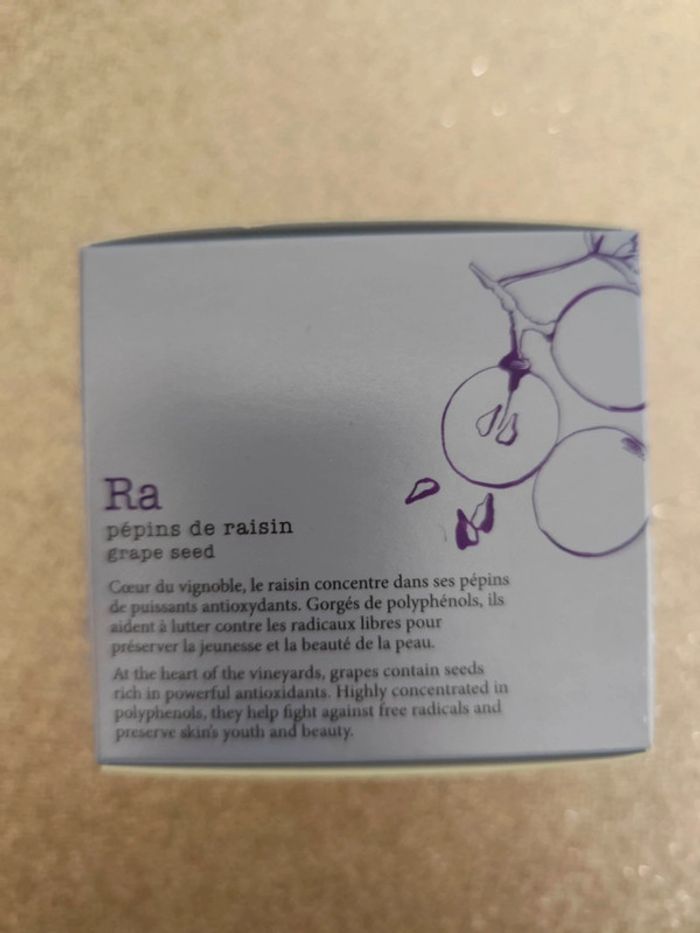 Ra
pépins de raisin
grape seed
Cœur du vignoble, le raisin concentre dans ses pépins
de puissants antioxydants. Gorgés de polyphénols, ils
aident à lutter contre les radicaux libres pour
préserver la jeunesse et la beauté de la peau.
At the heart of the vineyards, grapes contain seeds
rich in powerful antioxidants. Highly concentrated in
polyphenols, they help fight against free radicals and
preserve skin's youth and beauty.